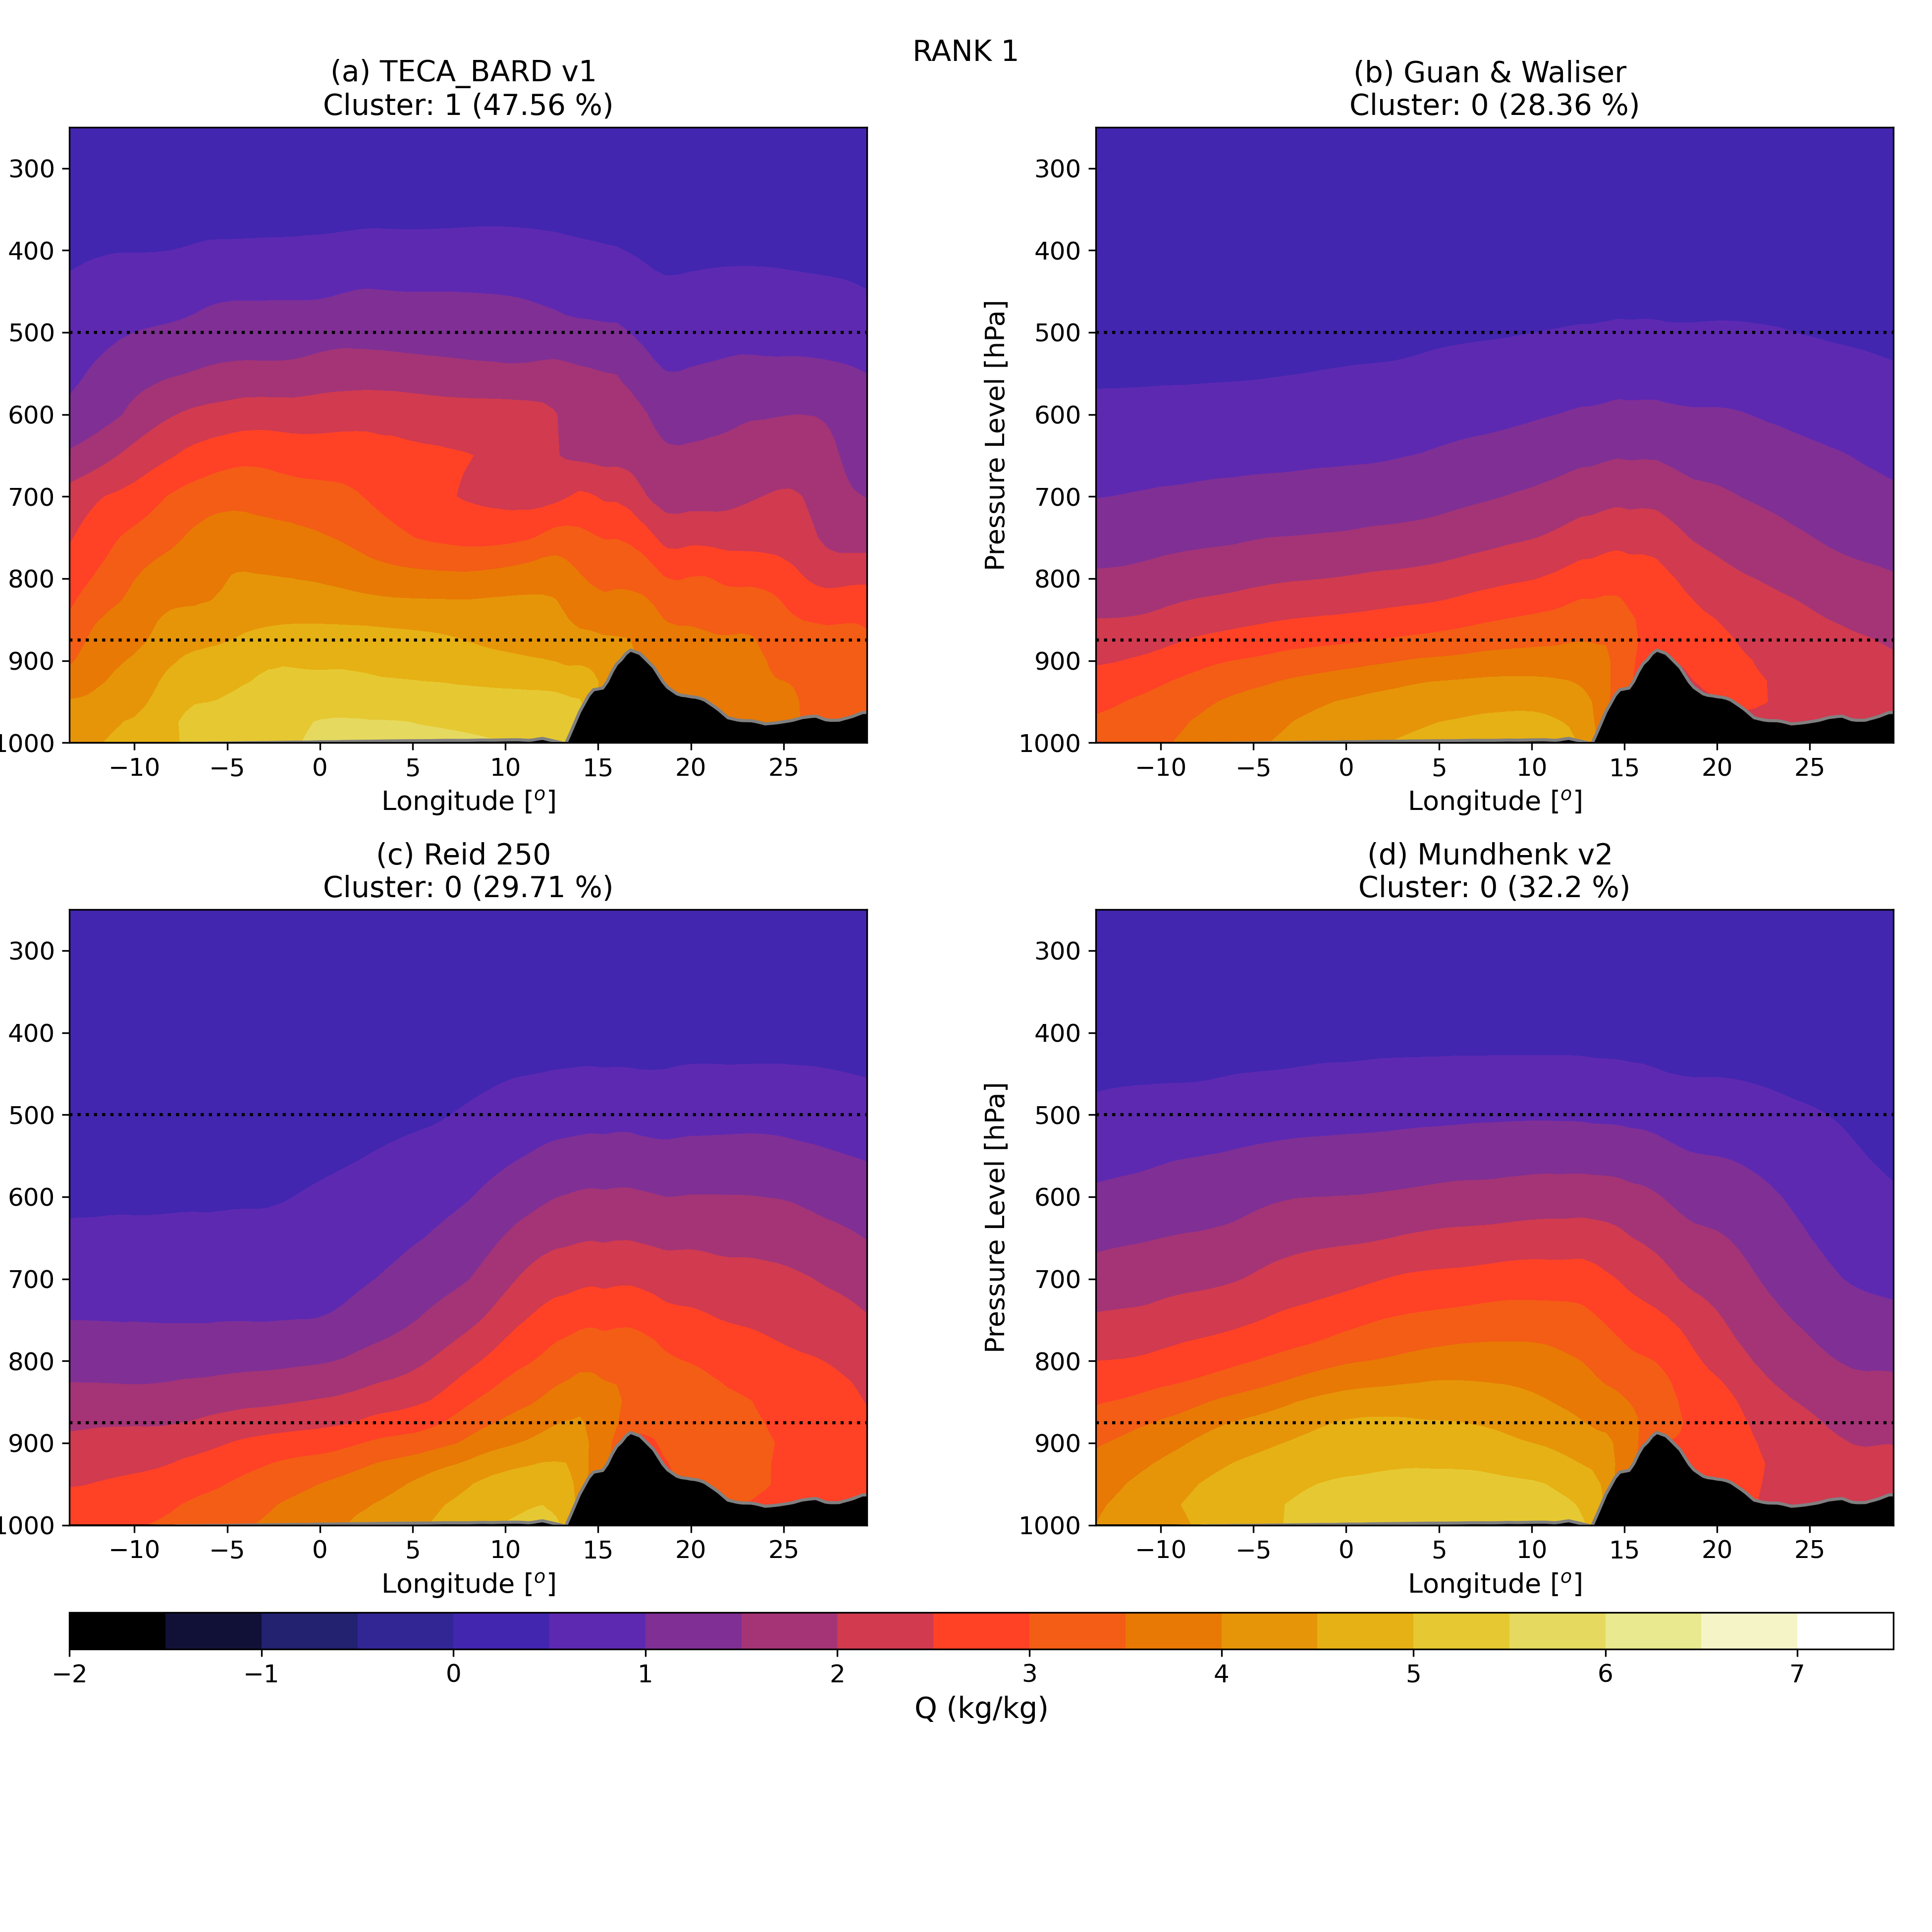 RANK 1
(a) TECA_BARD v1
Cluster: 1 (47.56 %)
300
400
500
600
700
800
900
1000
−10 −5 0 5 10 15 20 25
Longitude [o]
(b) Guan & Waliser
Cluster: 0 (28.36 %)
Pressure Level [hPa]
300
400
500
600
700
800
900
1000
−10 −5 0 5 10 15 20 25
Longitude [o]
(c) Reid 250
Cluster: 0 (29.71 %)
300
400
500
600
700
800
900
1000
−10 −5 0 5 10 15 20 25
Longitude [o]
(d) Mundhenk v2
Cluster: 0 (32.2 %)
Pressure Level [hPa]
300
400
500
600
700
800
900
1000
−10 −5 0 5 10 15 20 25
Longitude [o]
−2 −1 0 1 2 3 4 5 6 7
Q (kg/kg)